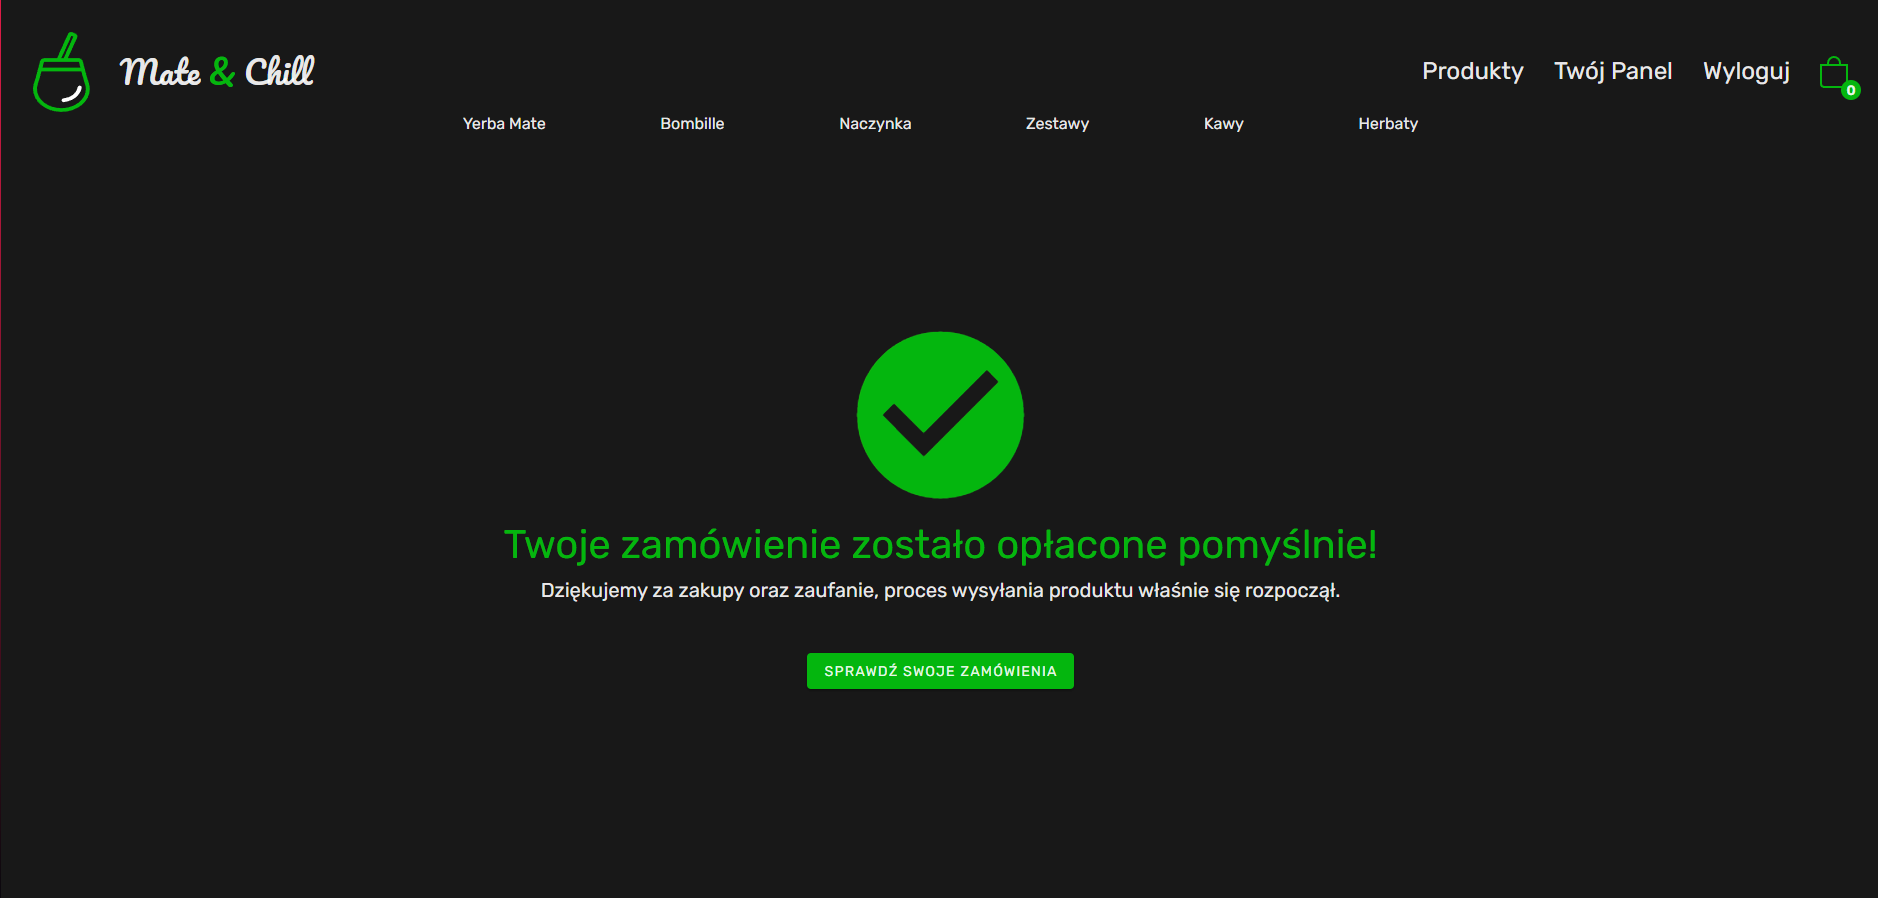 Mate & Chill
Produkty Twój Panel Wyloguj
0
Yerba Mate Bombille Naczynka Zestawy Kawy Herbaty
Twoje zamówienie zostało opłacone pomyślnie!
Dziękujemy za zakupy oraz zaufanie, proces wysyłania produktu właśnie się rozpoczął.
SPRAWDŹ SWOJE ZAMÓWIENIA